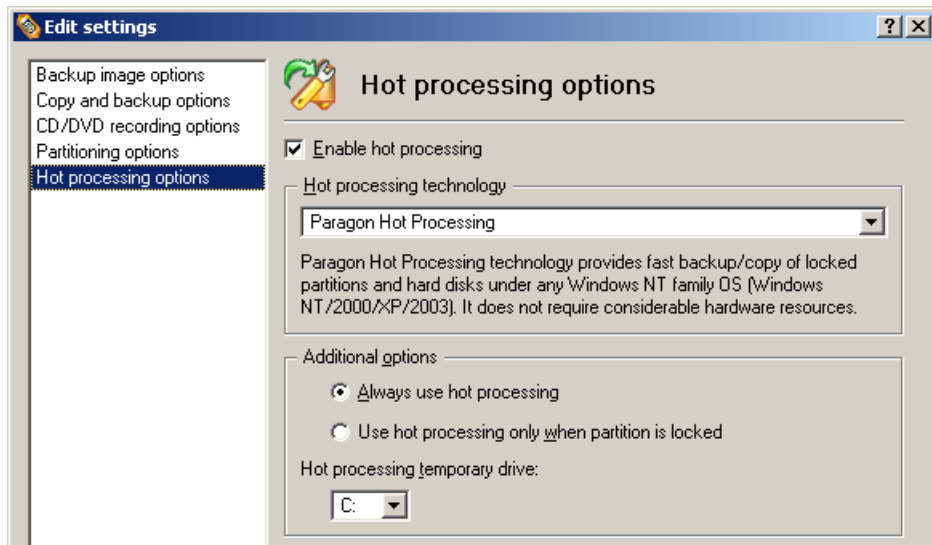 Edit settings
Backup image options
Copy and backup options
CD/DVD recording options
Partitioning options
Hot processing options
Hot processing options
Enable hot processing
Hot processing technology
Paragon Hot Processing
Paragon Hot Processing technology provides fast backup/copy of locked
partitions and hard disks under any Windows NT family OS (Windows
NT/2000/XP/2003). It does not require considerable hardware resources.
Additional options
Always use hot processing
Use hot processing only when partition is locked
Hot processing temporary drive:
C: